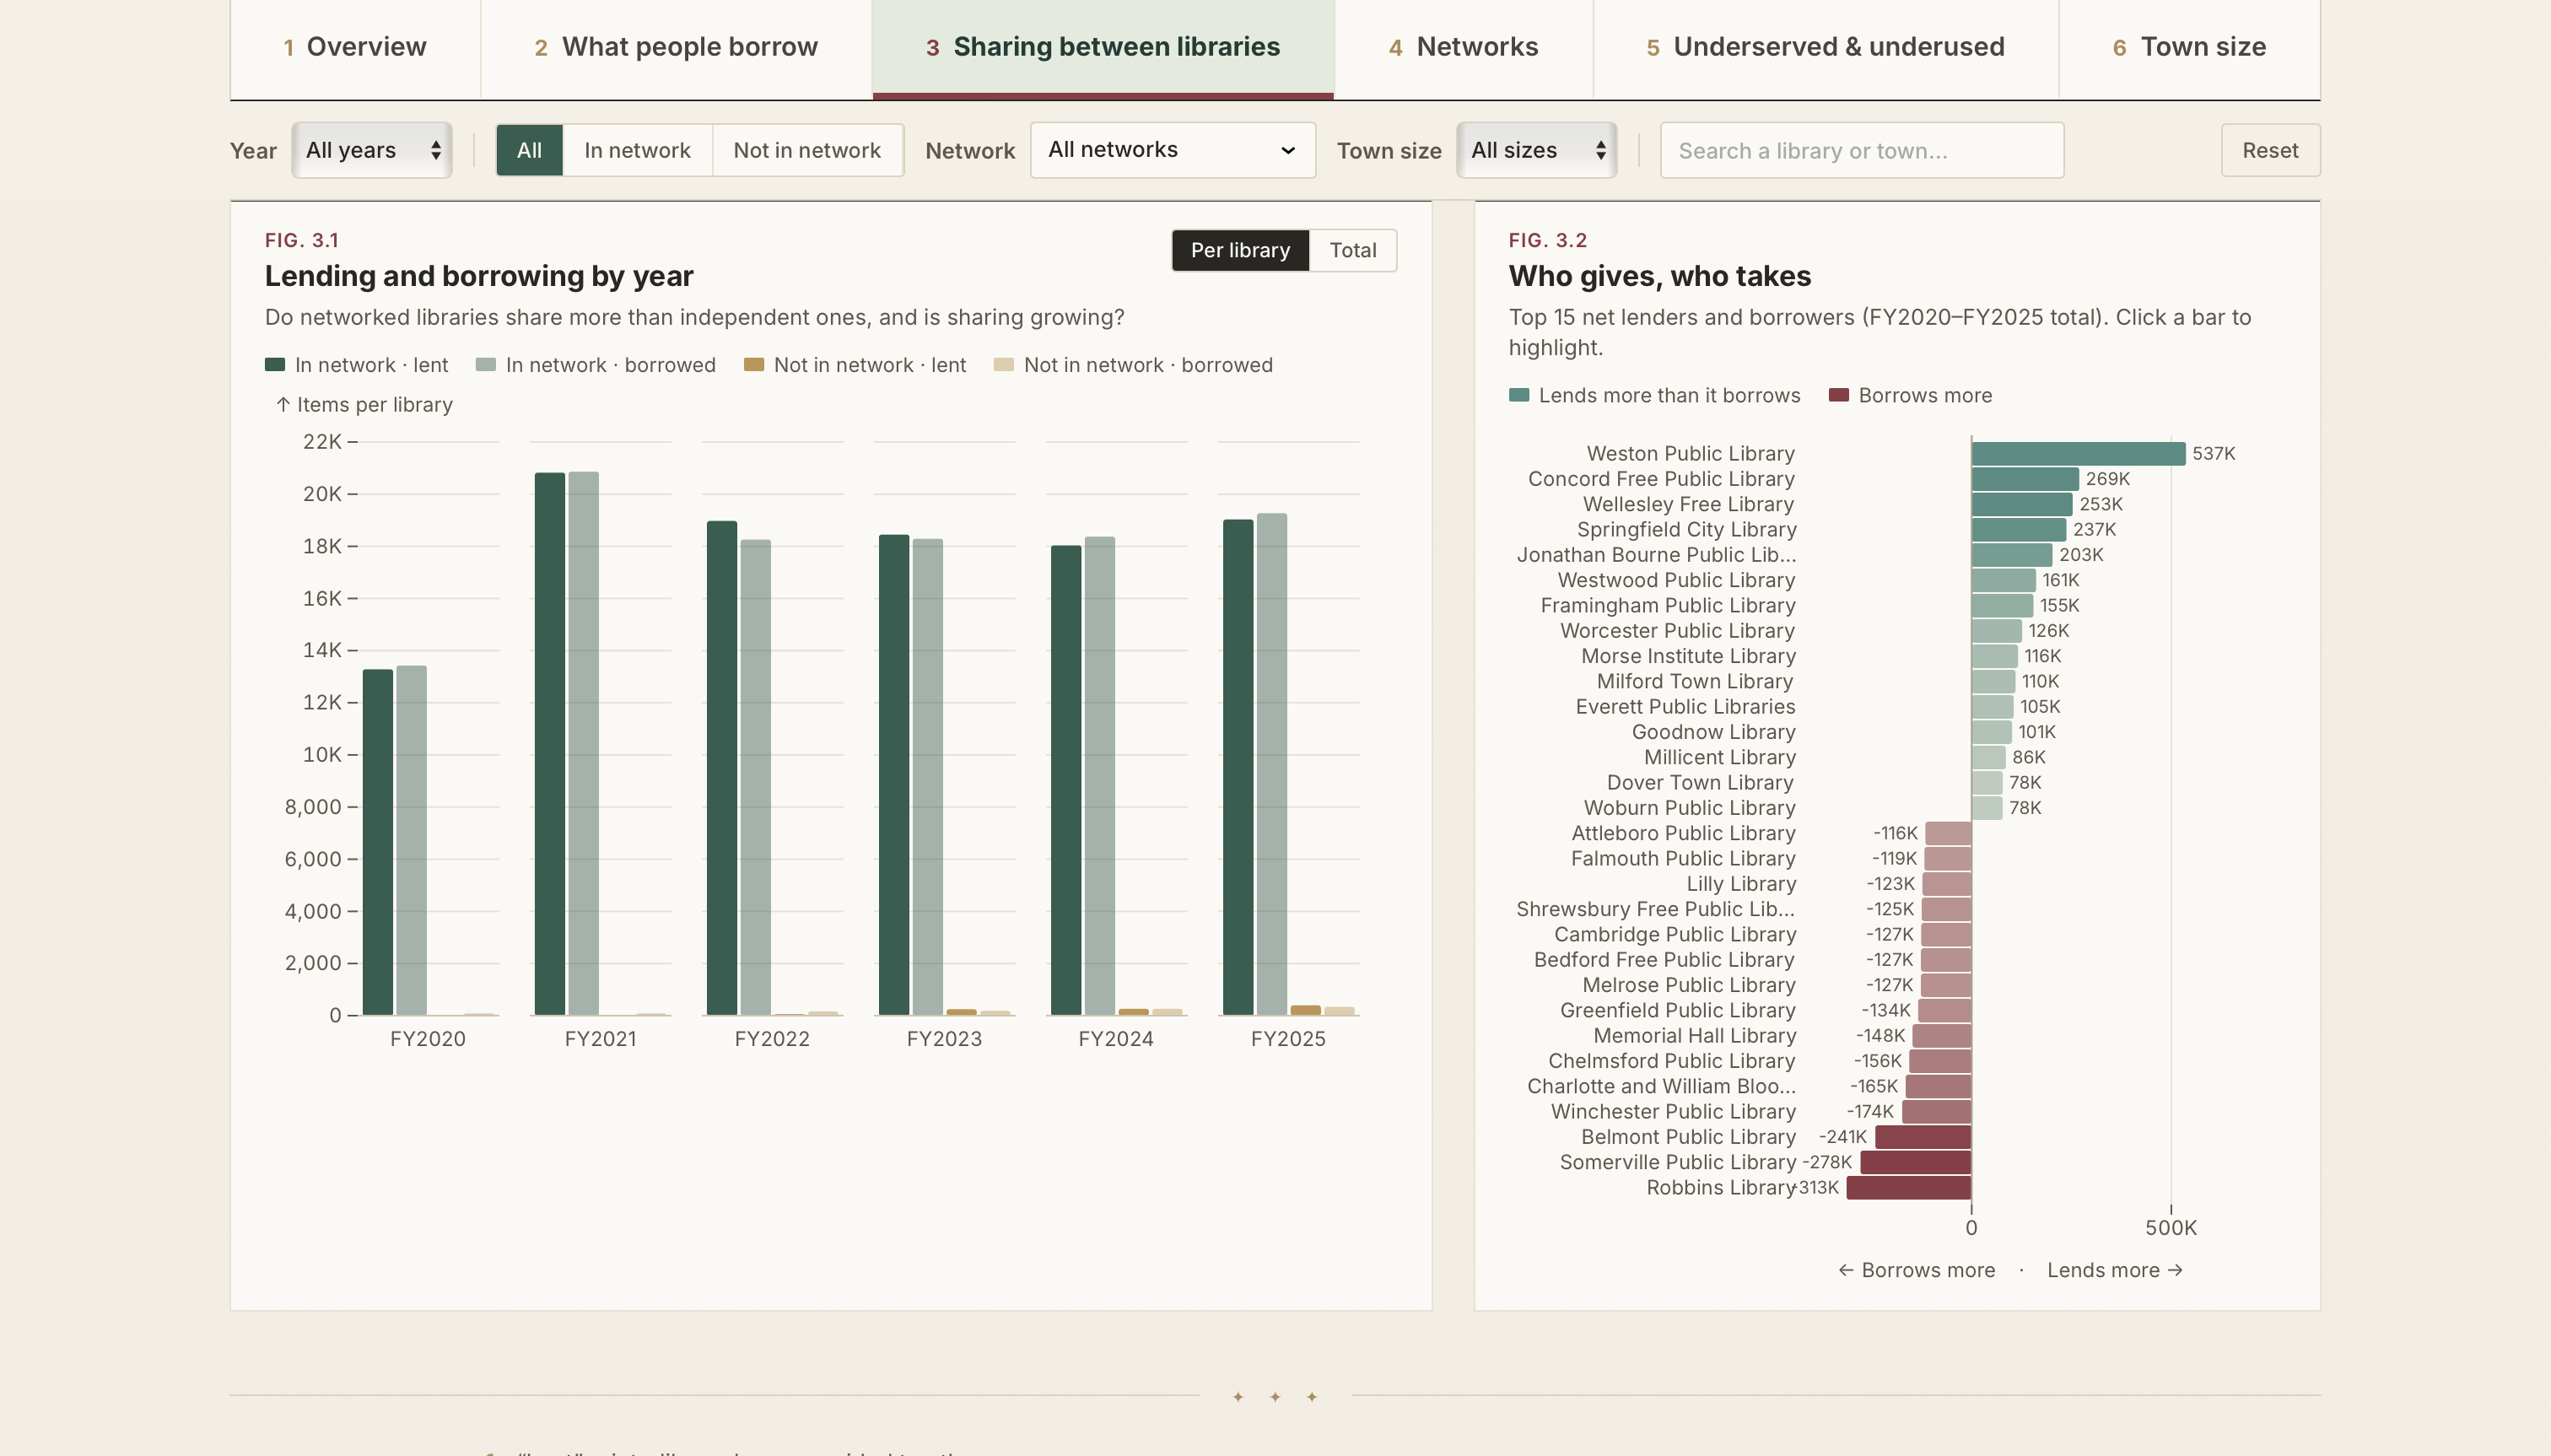 1 Overview
2 What people borrow
3 Sharing between libraries
4 Networks
5 Underserved & underused
6 Town size
Year All years All In network Not in network Network All networks Town size All sizes Search a library or town... Reset
FIG. 3.1
Lending and borrowing by year
Per library Total
Do networked libraries share more than independent ones, and is sharing growing?
In network · lent In network · borrowed Not in network · lent Not in network · borrowed
↑ Items per library
22K
20K
18K
16K
14K
12K
10K
8,000
6,000
4,000
2,000
0
FY2020 FY2021 FY2022 FY2023 FY2024 FY2025
FIG. 3.2
Who gives, who takes
Top 15 net lenders and borrowers (FY2020–FY2025 total). Click a bar to
highlight.
Lends more than it borrows Borrows more
Weston Public Library 537K
Concord Free Public Library 269K
Wellesley Free Library 253K
Springfield City Library 237K
Jonathan Bourne Public Lib... 203K
Westwood Public Library 161K
Framingham Public Library 155K
Worcester Public Library 126K
Morse Institute Library 116K
Milford Town Library 110K
Everett Public Libraries 105K
Goodnow Library 101K
Millicent Library 86K
Dover Town Library 78K
Woburn Public Library 78K
Attleboro Public Library -116K
Falmouth Public Library -119K
Lilly Library -123K
Shrewsbury Free Public Lib... -125K
Cambridge Public Library -127K
Bedford Free Public Library -127K
Melrose Public Library -127K
Greenfield Public Library -134K
Memorial Hall Library -148K
Chelmsford Public Library -156K
Charlotte and William Bloo... -165K
Winchester Public Library -174K
Belmont Public Library -241K
Somerville Public Library -278K
Robbins Library -313K
0 500K
← Borrows more · Lends more →